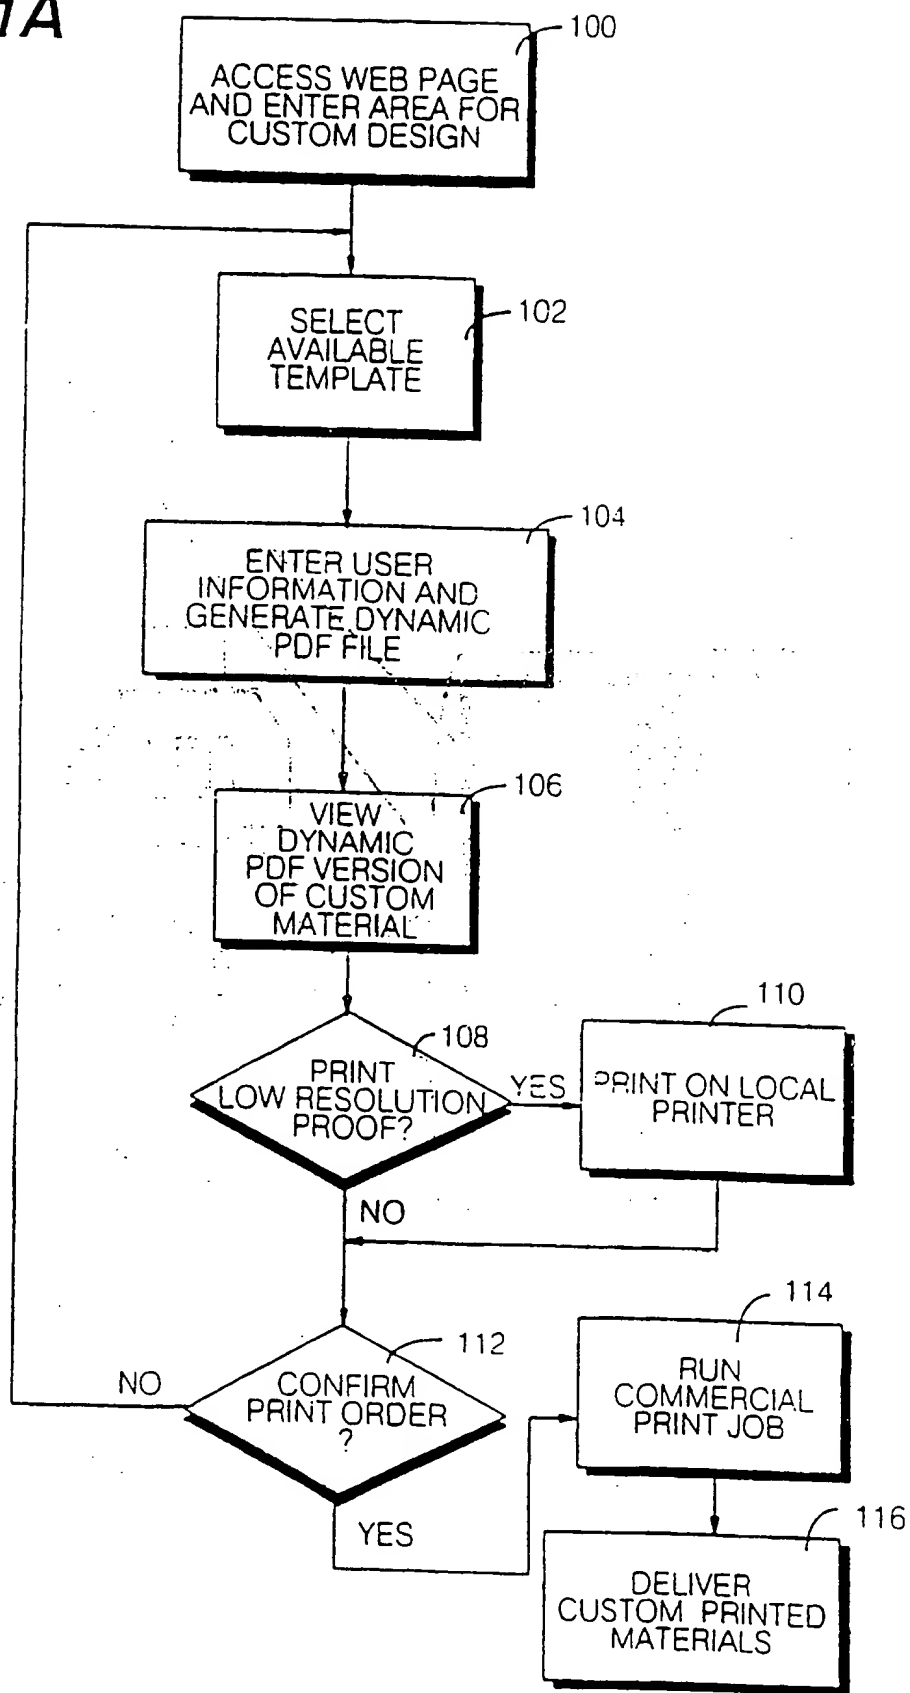 1A
100
ACCESS WEB PAGE
AND ENTER AREA FOR
CUSTOM DESIGN
102
SELECT
AVAILABLE
TEMPLATE
104
ENTER USER
INFORMATION AND
GENERATE DYNAMIC
PDF FILE
106
VIEW
DYNAMIC
PDF VERSION
OF CUSTOM
MATERIAL
108
PRINT
LOW RESOLUTION
PROOF?
YES
110
PRINT ON LOCAL
PRINTER
NO
112
CONFIRM
PRINT ORDER
?
NO
YES
114
RUN
COMMERCIAL
PRINT JOB
116
DELIVER
CUSTOM PRINTED
MATERIALS